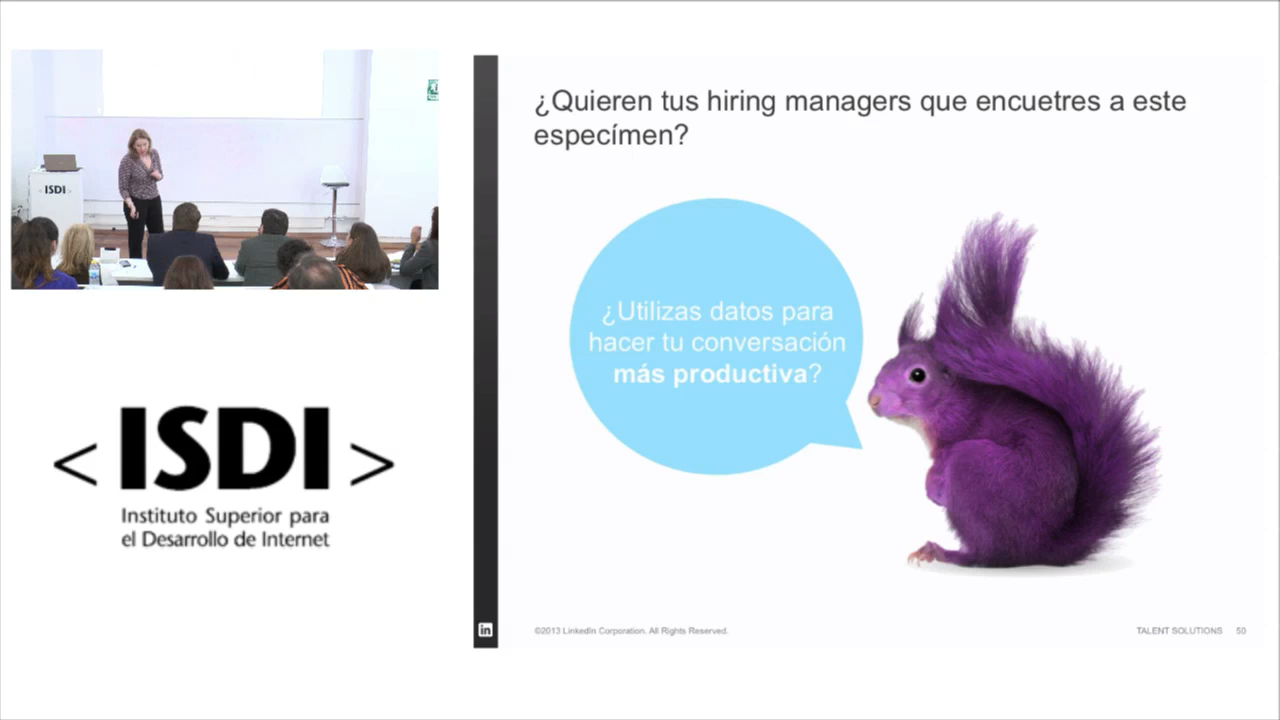 ISDI
¿Quieren tus hiring managers que encuetres a este
específmen?
¿Utilizas datos para
hacer tu conversación
más productiva?
<ISDI>
Instituto Superior para
el Desarrollo de Internet
in
©2013 LinkedIn Corporation. All Rights Reserved.
TALENT SOLUTIONS 50